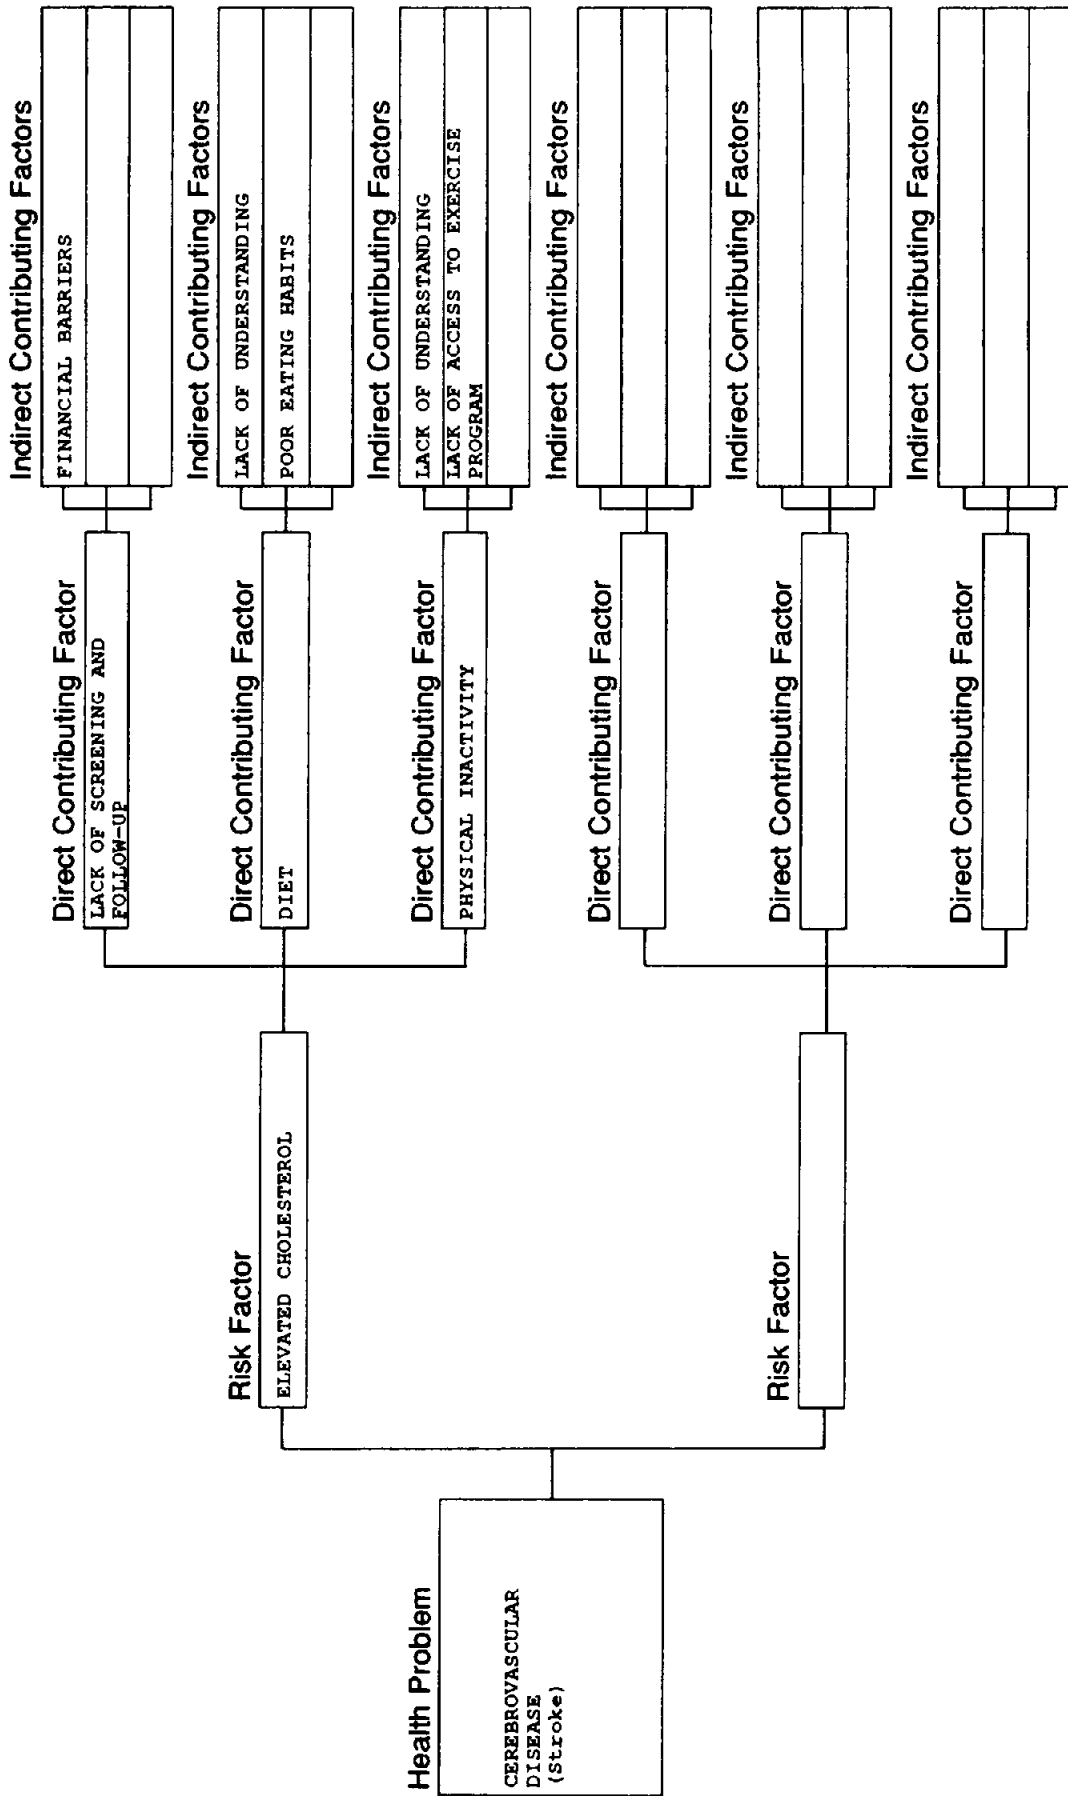 Health Problem
CEREBROVASCULAR
DISEASE
(Stroke)
Risk Factor
ELEVATED CHOLESTEROL
Direct Contributing Factor
LACK OF SCREENING AND
FOLLOW-UP
Indirect Contributing Factors
FINANCIAL BARRIERS
Direct Contributing Factor
DIET
Indirect Contributing Factors
LACK OF UNDERSTANDING
POOR EATING HABITS
Direct Contributing Factor
PHYSICAL INACTIVITY
Indirect Contributing Factors
LACK OF UNDERSTANDING
LACK OF ACCESS TO EXERCISE
PROGRAM
Risk Factor
Direct Contributing Factor
Indirect Contributing Factors
Direct Contributing Factor
Indirect Contributing Factors
Direct Contributing Factor
Indirect Contributing Factors